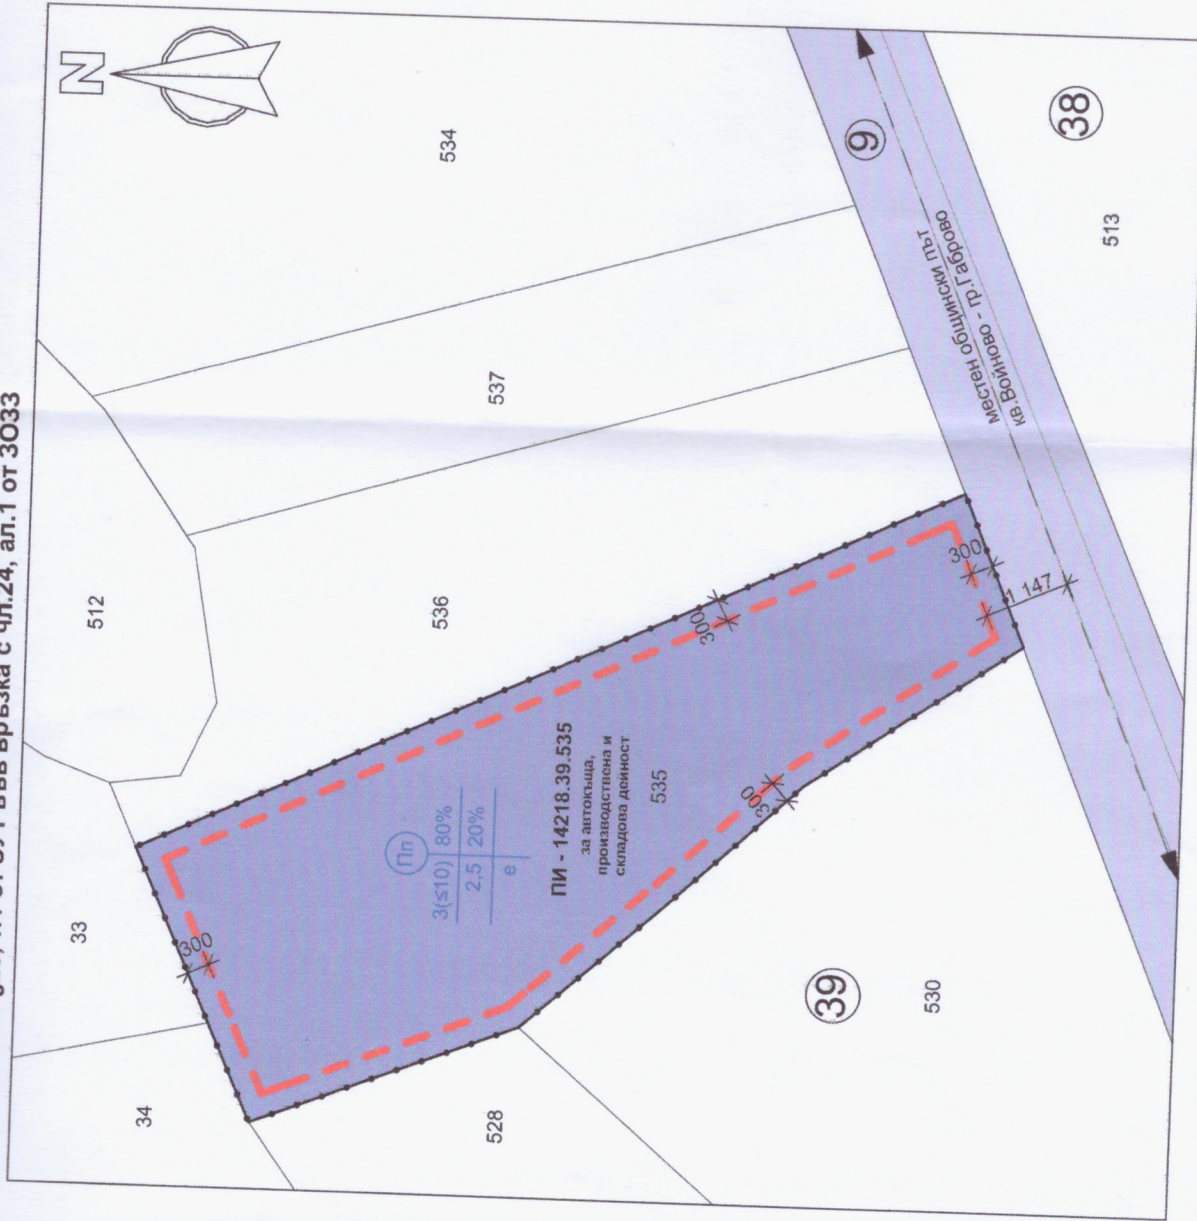 във връзка с чл.24, ал.1 от ЗОЗЗ
N
534
9
38
местен общински път
кв.Войново - гр.Габрово
513
537
512
536
300
300
1 147
Пп
3(≤10) 80%
2,5 20%
е
ПИ - 14218.39.535
за автокъща,
производствена и
складова дейност
535
300
33
300
39
530
34
528